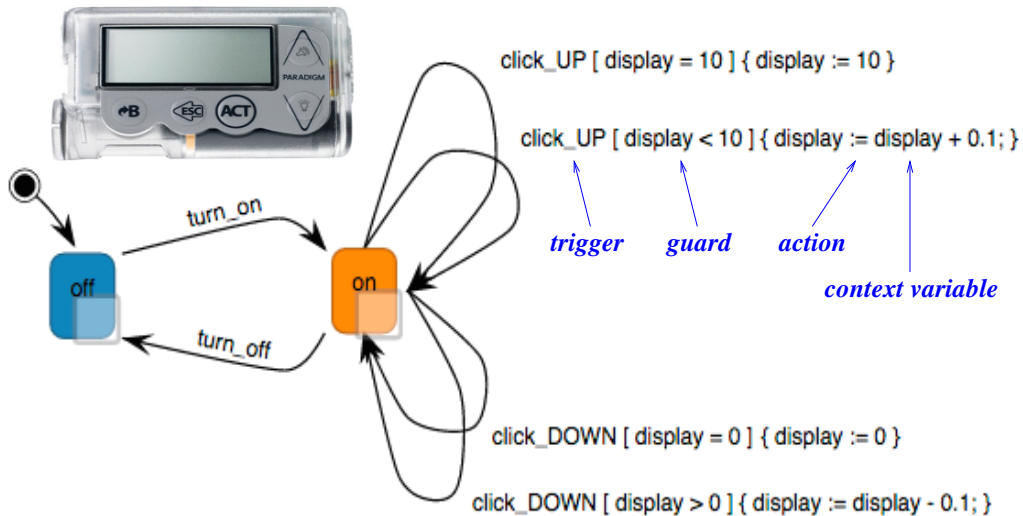 click_UP [ display = 10 ] { display := 10 }
PARADIGM
B
ESC
ACT
click_UP [ display < 10 ] { display := display + 0.1; }
trigger
guard
action
context variable
turn_on
off
on
turn_off
click_DOWN [ display = 0 ] { display := 0 }
click_DOWN [ display > 0 ] { display := display - 0.1; }